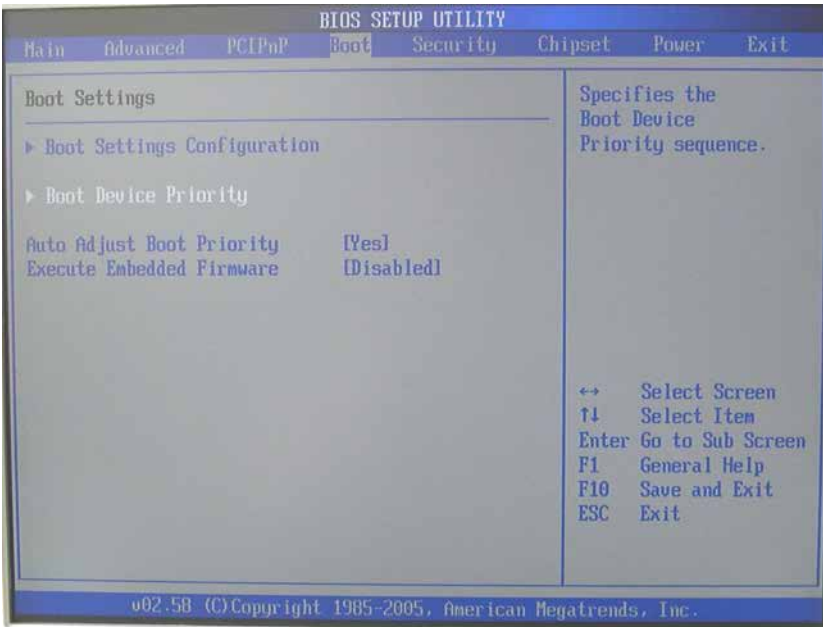 BIOS SETUP UTILITY
Main Advanced PCIPnP Boot Security Chipset Power Exit
Boot Settings
▶ Boot Settings Configuration
▶ Boot Device Priority
Auto Adjust Boot Priority [Yes]
Execute Embedded Firmware [Disabled]
Specifies the
Boot Device
Priority sequence.
↔ Select Screen
↑↓ Select Item
Enter Go to Sub Screen
F1 General Help
F10 Save and Exit
ESC Exit
v02.58 (C)Copyright 1985-2005, American Megatrends, Inc.